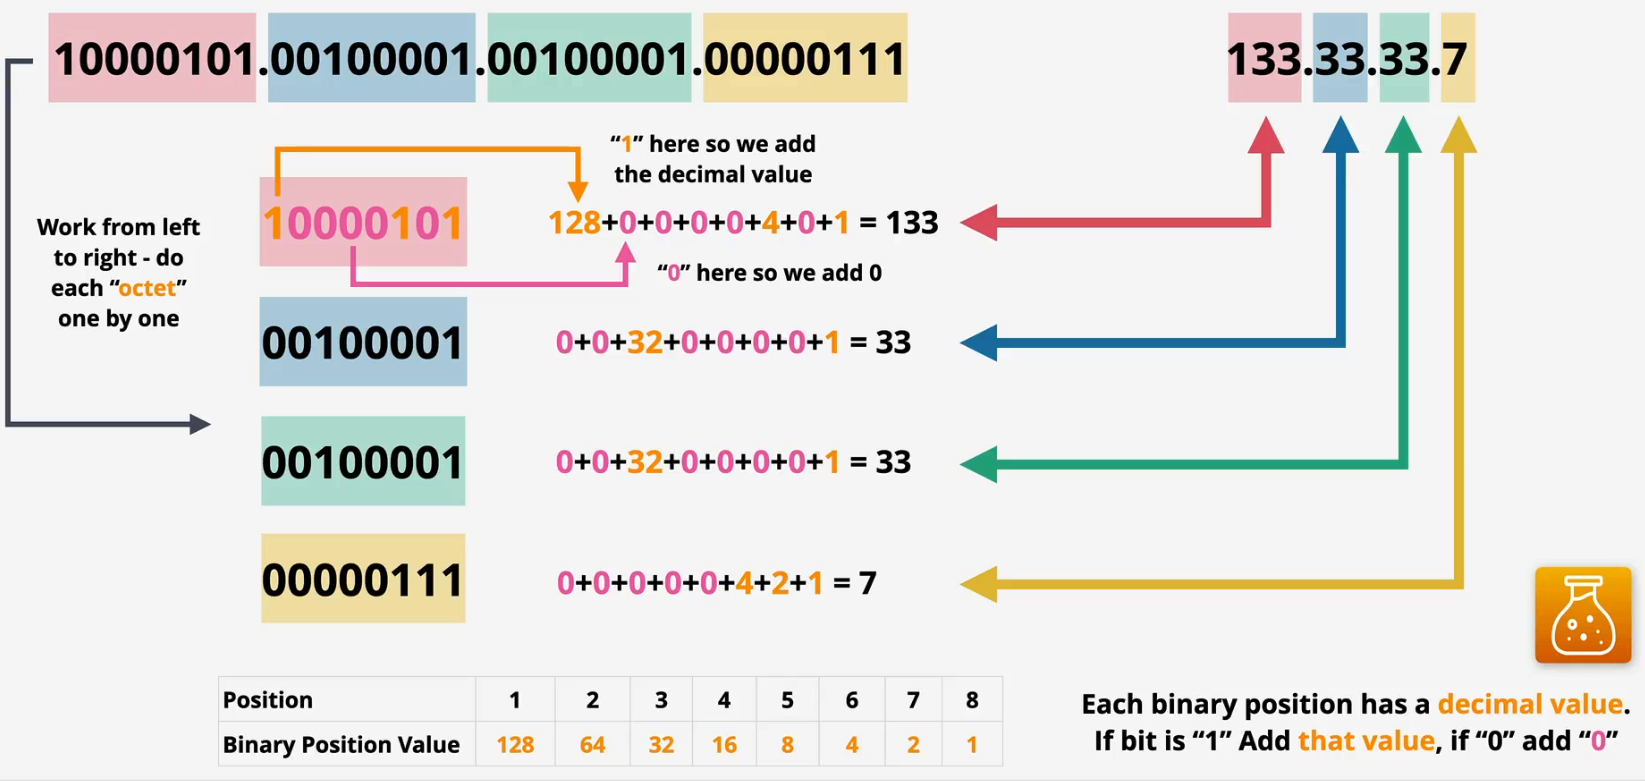 10000101.00100001.00100001.00000111
133.33.33.7
“1” here so we add
the decimal value
10000101
128+0+0+0+0+4+0+1 = 133
“0” here so we add 0
Work from left
to right - do
each “octet”
one by one
00100001
0+0+32+0+0+0+0+1 = 33
00100001
0+0+32+0+0+0+0+1 = 33
00000111
0+0+0+0+0+4+2+1 = 7
Position 1 2 3 4 5 6 7 8
Binary Position Value 128 64 32 16 8 4 2 1
Each binary position has a decimal value.
If bit is “1” Add that value, if “0” add “0”